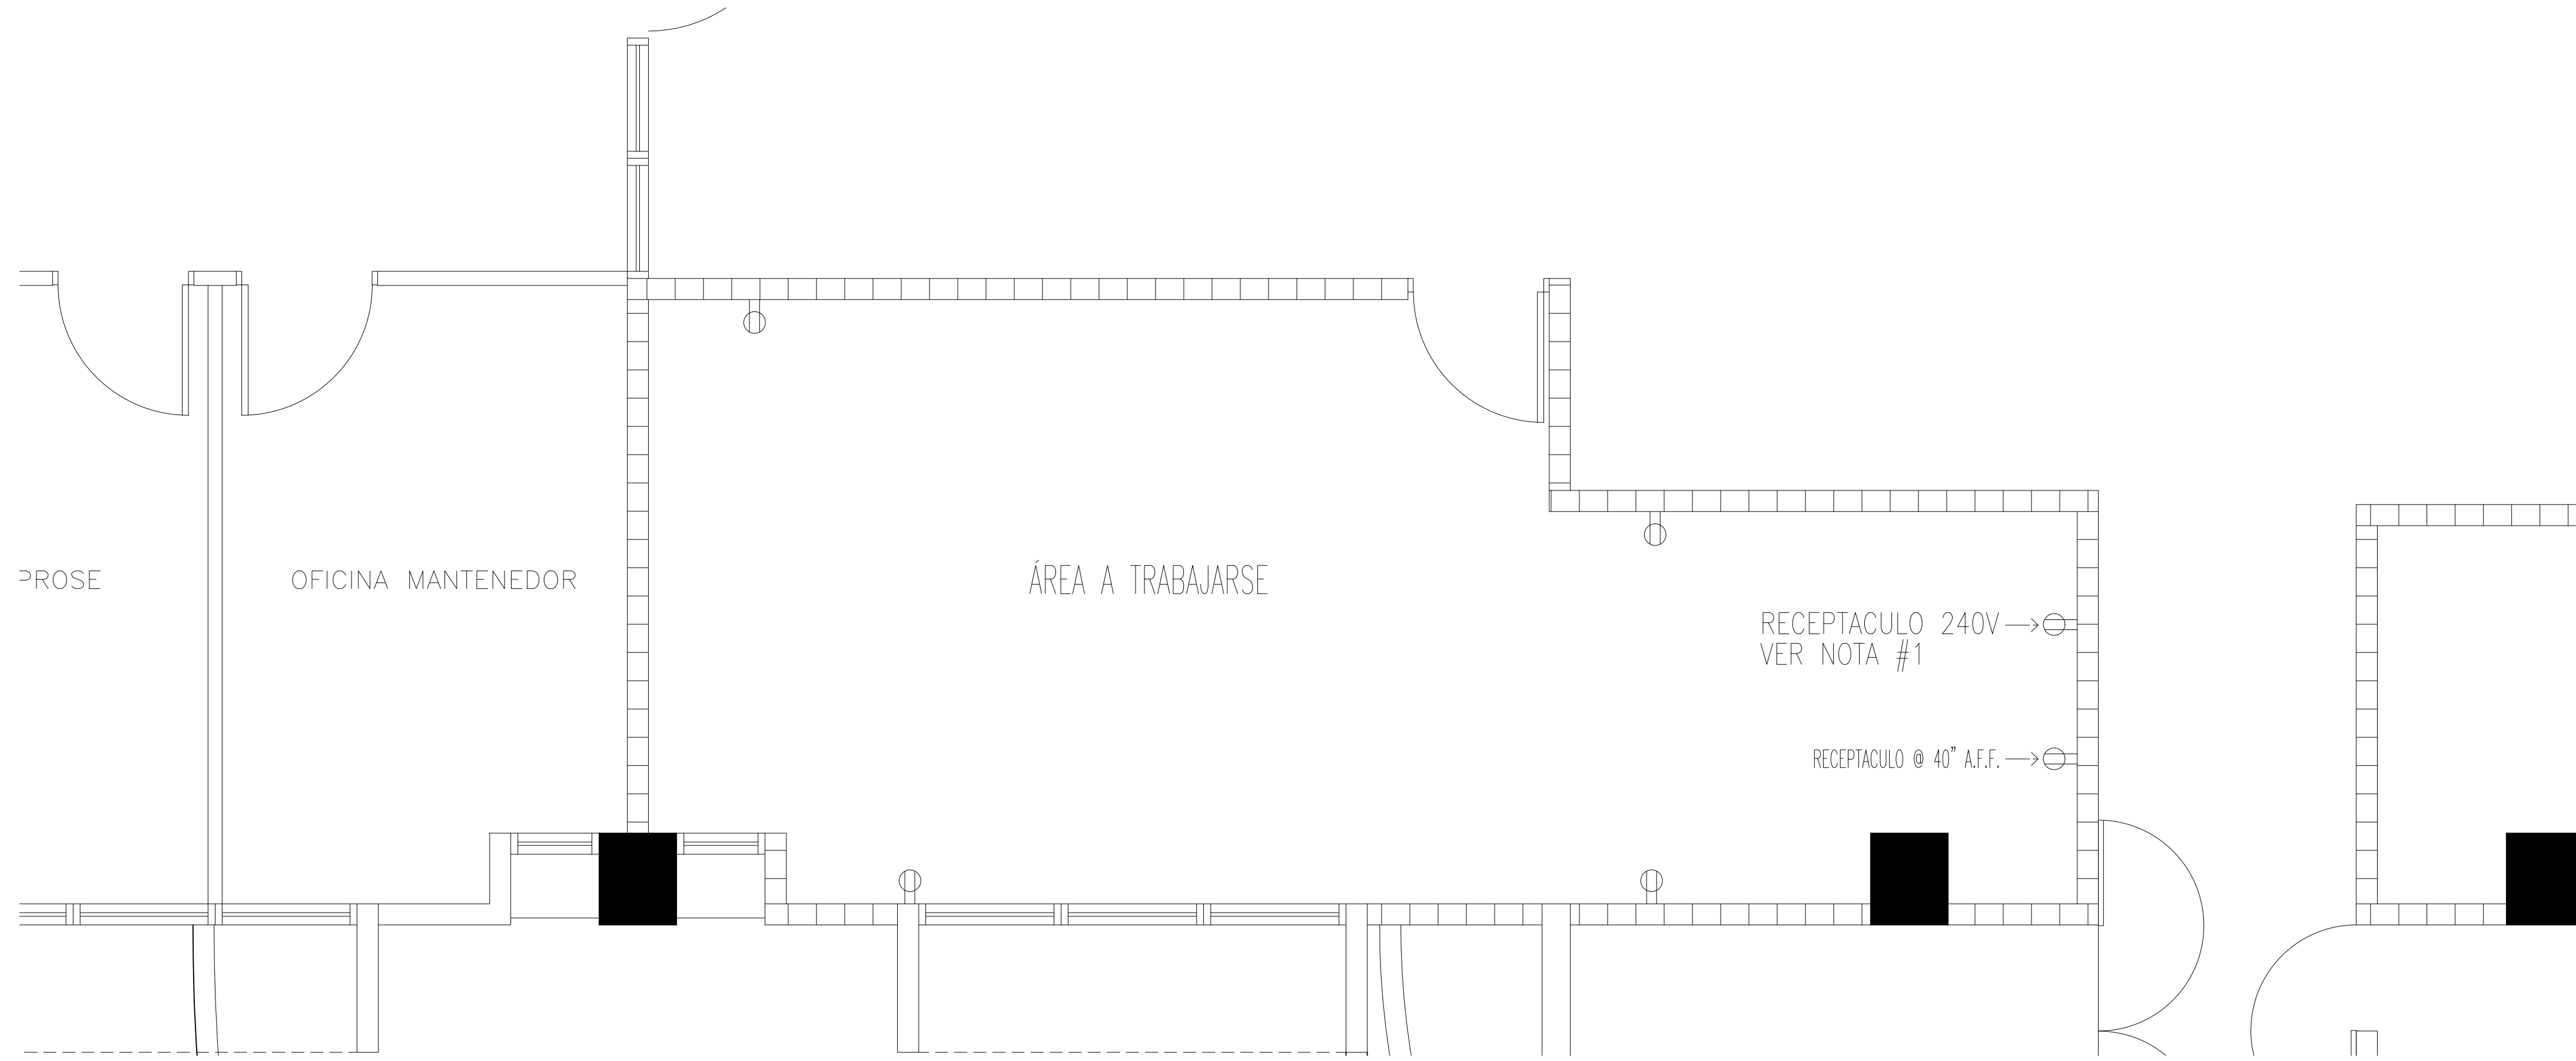 PROSE
OFICINA MANTENEDOR
ÁREA A TRABAJARSE
RECEPTACULO 240V
VER NOTA #1
RECEPTACULO @ 40" A.F.F.